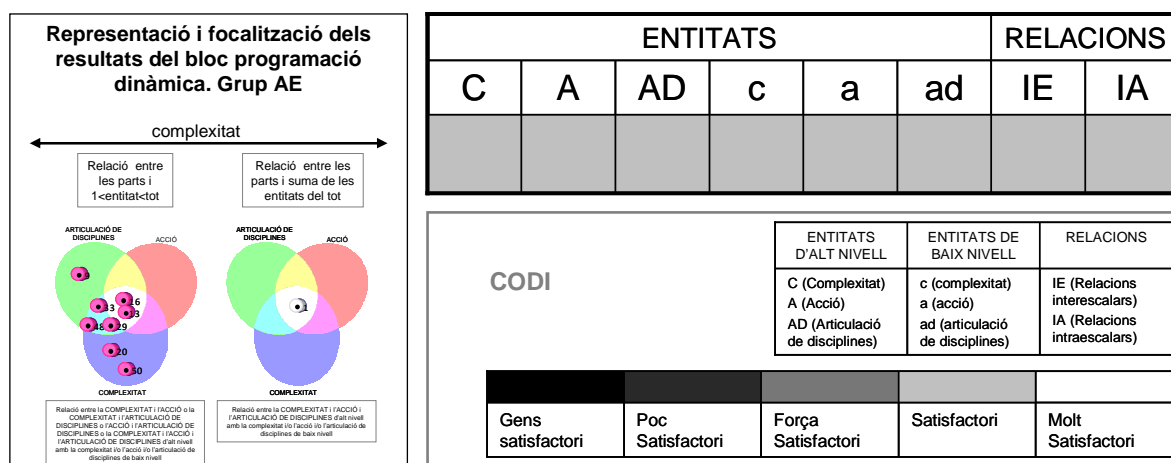 Representació i focalització dels
resultats del bloc programació
dinàmica. Grup AE
complexitat
Relació entre
les parts i
1<entitat<tot
Relació entre les
parts i suma de les
entitats del tot
ARTICULACIÓ DE
DISCIPLINES
ACCIÓ
9
16
33
13
48
29
20
50
COMPLEXITAT
ARTICULACIÓ DE
DISCIPLINES
ACCIÓ
1
COMPLEXITAT
Relació entre la COMPLEXITAT i l'ACCIÓ o la
COMPLEXITAT i l'ARTICULACIÓ DE
DISCIPLINES o l'ACCIÓ i l'ARTICULACIÓ DE
DISCIPLINES o la COMPLEXITAT i l'ACCIÓ i
l'ARTICULACIÓ DE DISCIPLINES d'alt nivell
amb la complexitat i/o l'acció i/o l'articulació de
disciplines de baix nivell
Relació entre la COMPLEXITAT i l'ACCIÓ i
l'ARTICULACIÓ DE DISCIPLINES d'alt nivell
amb la complexitat i/o l'acció i/o l'articulació de
disciplines de baix nivell
ENTITATS
RELACIONS
C A AD c a ad IE IA
CODI
ENTITATS
D'ALT NIVELL
C (Complexitat)
A (Acció)
AD (Articulació
de disciplines)
ENTITATS DE
BAIX NIVELL
c (complexitat)
a (acció)
ad (articulació
de disciplines)
RELACIONS
IE (Relacions
interescalars)
IA (Relacions
intraescalars)
Gens
satisfactori
Poc
Satisfactori
Força
Satisfactori
Satisfactori
Molt
Satisfactori